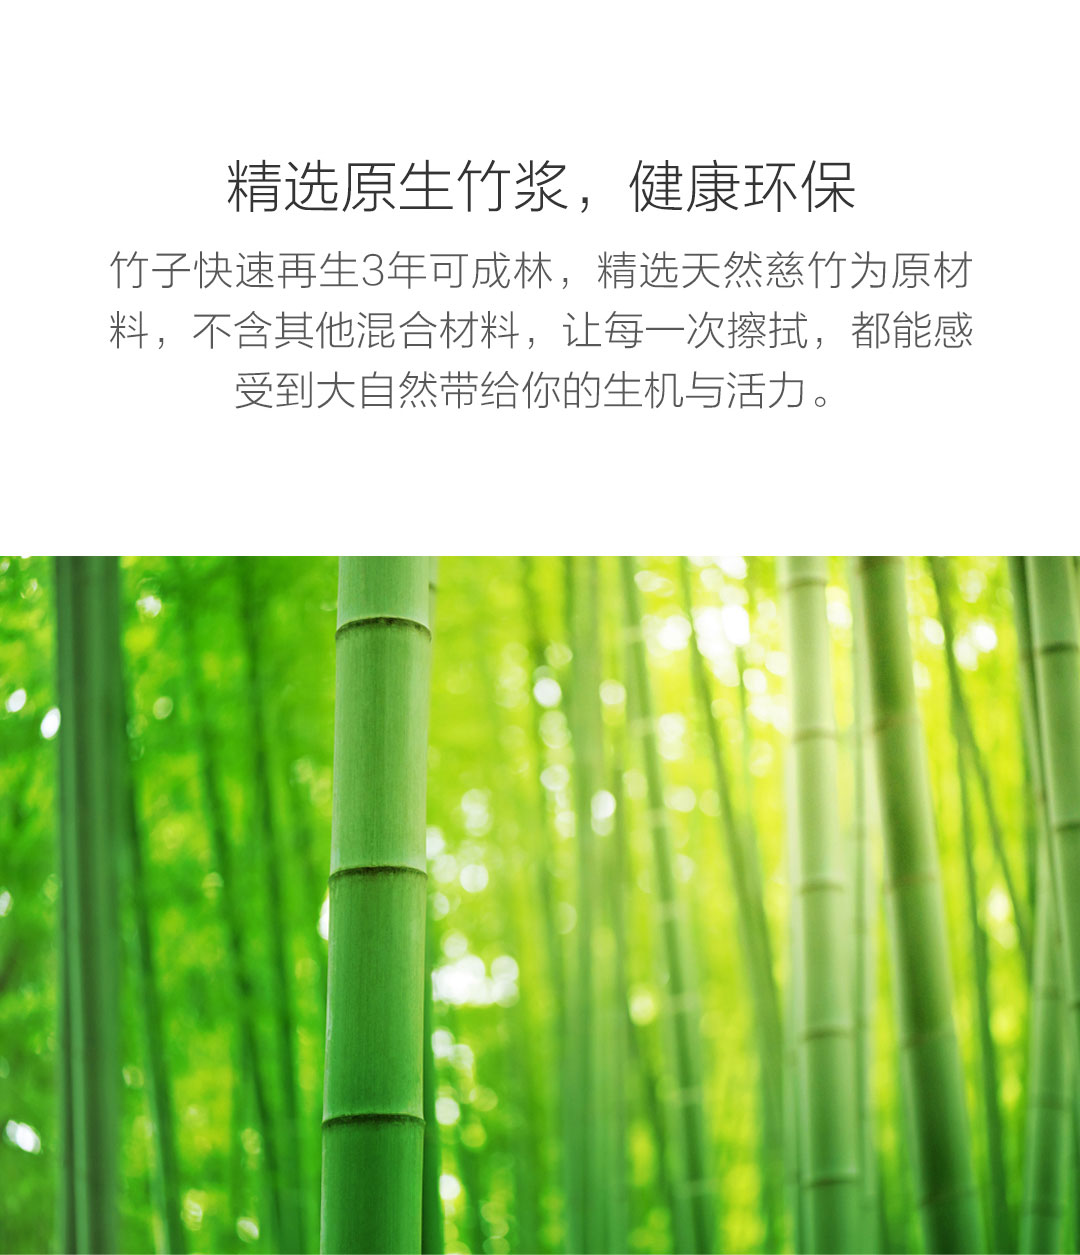 精选原生竹浆，健康环保
竹子快速再生3年可成林，精选天然慈竹为原材
料，不含其他混合材料，让每一次擦拭，都能感
受到大自然带给你的生机与活力。